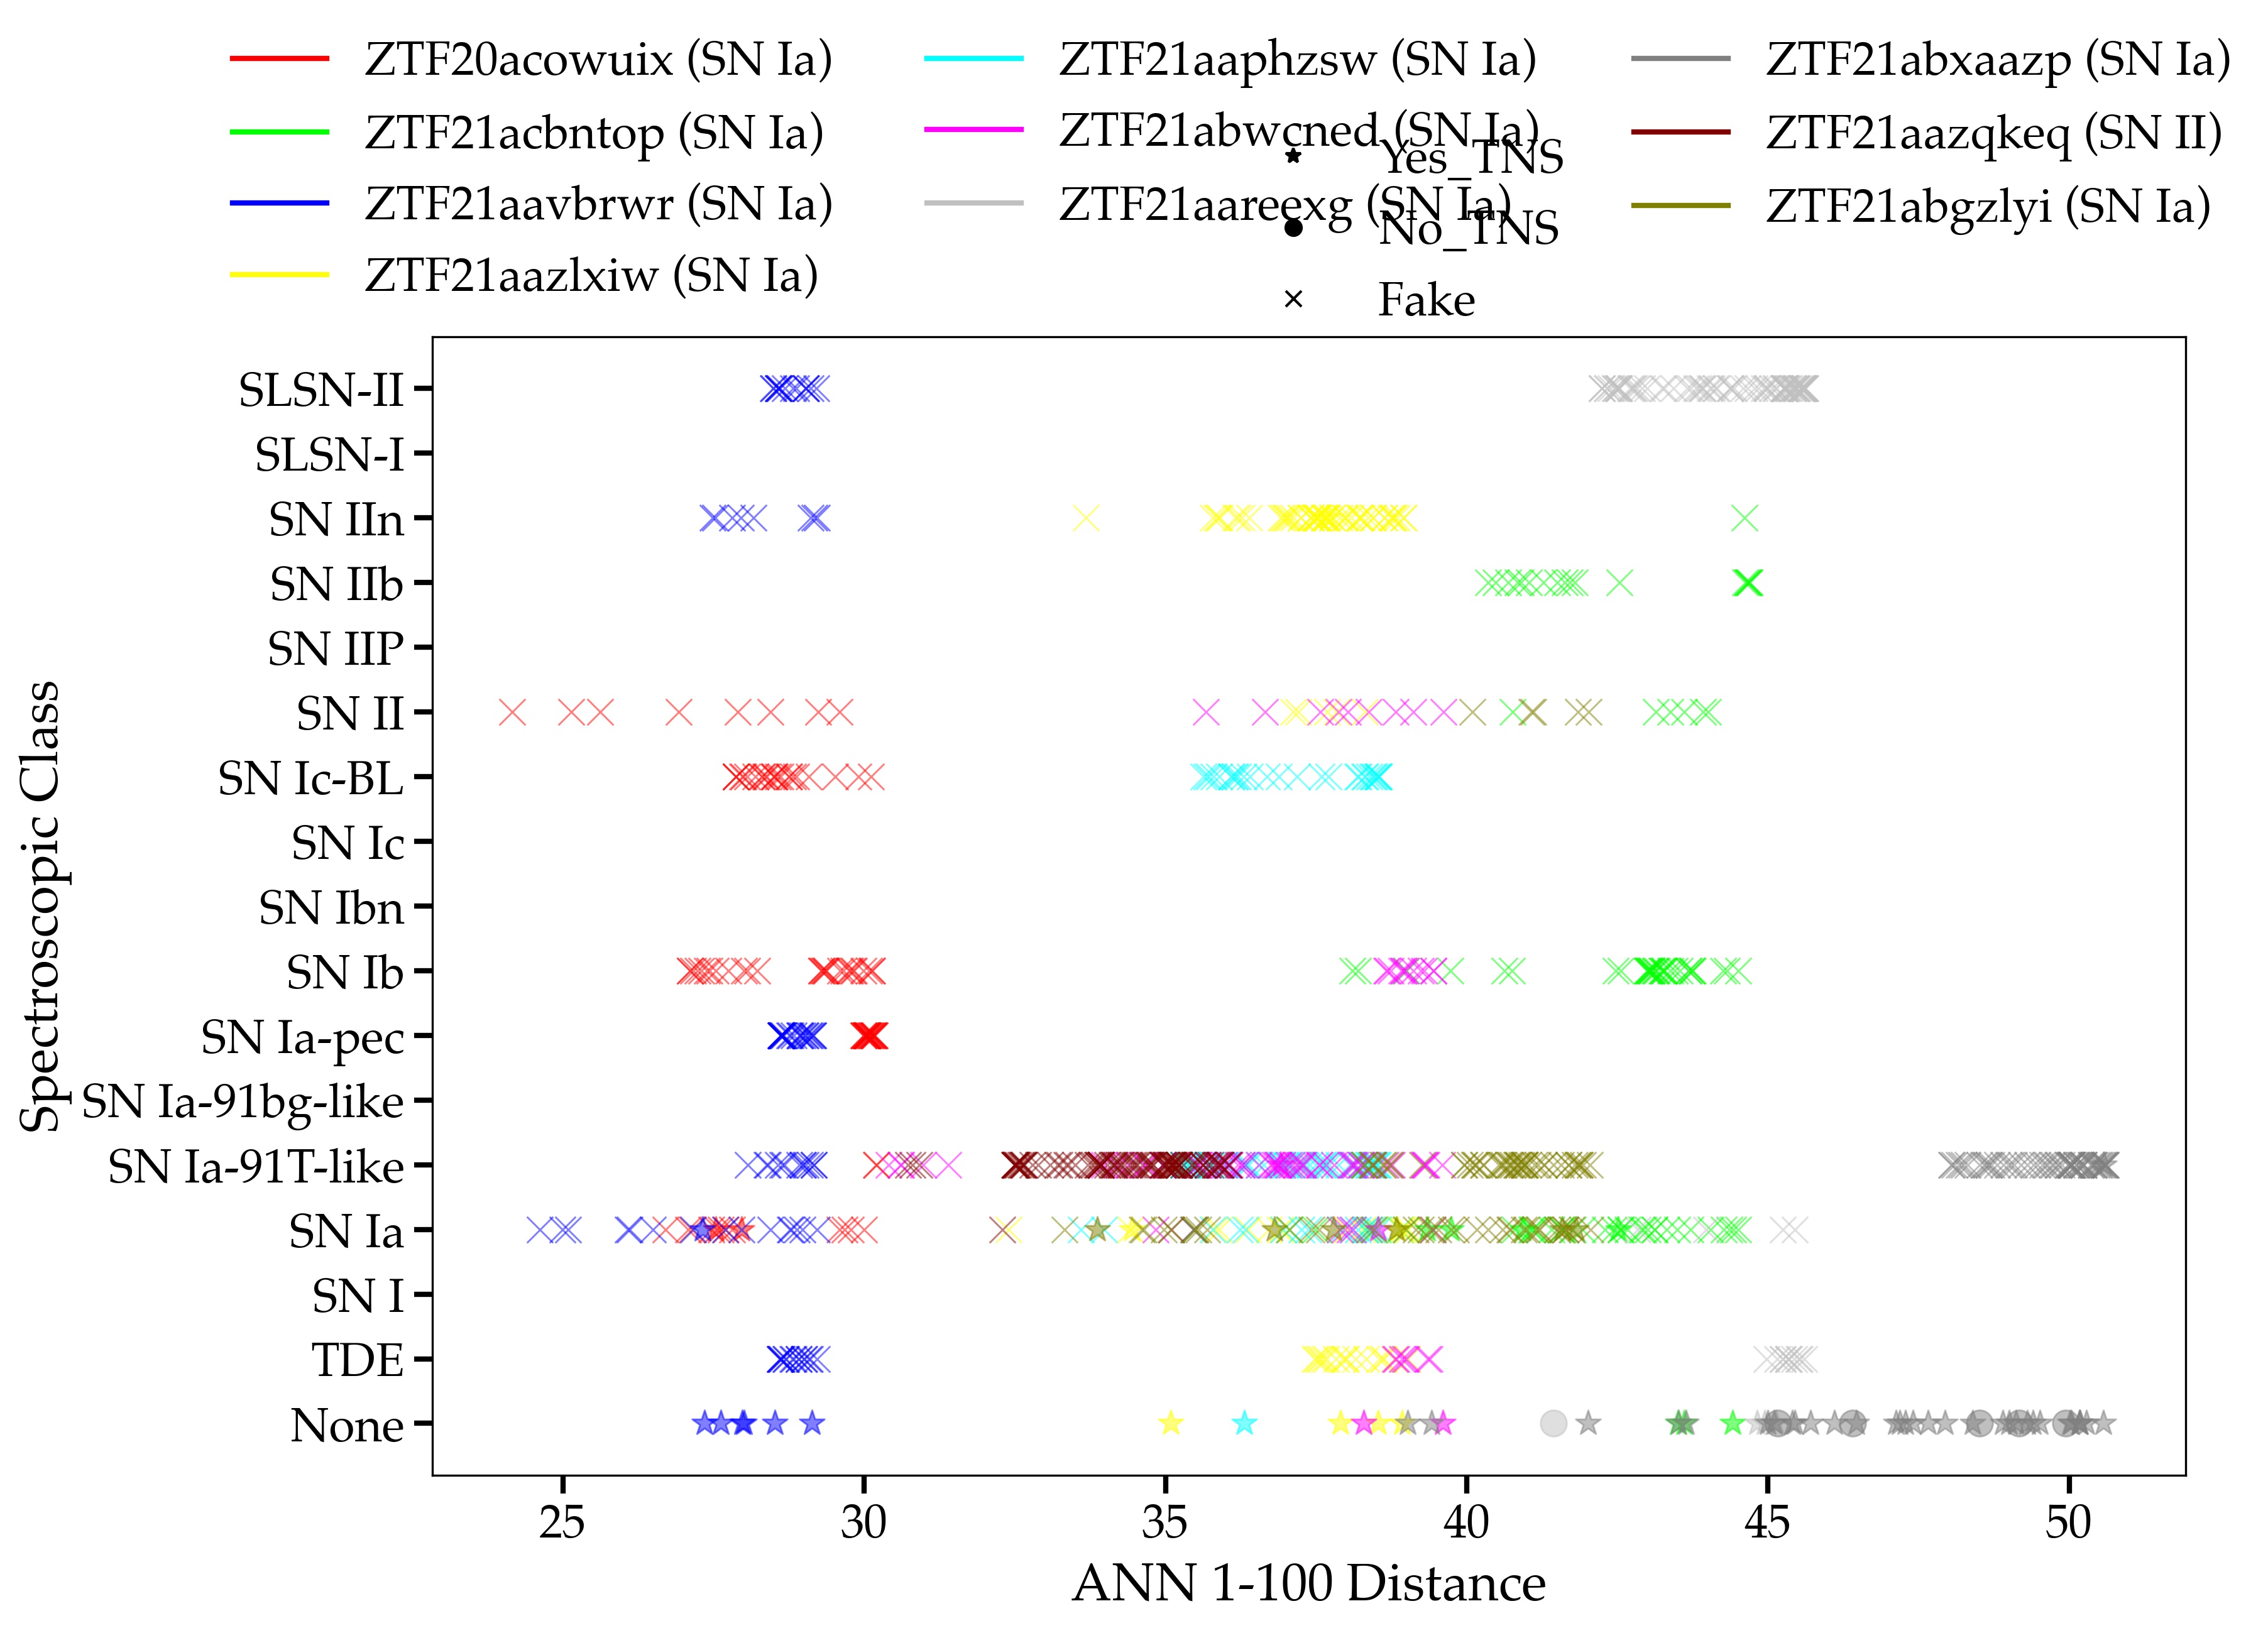 ZTF20acowuix (SN Ia)
ZTF21acbntop (SN Ia)
ZTF21aavbrwr (SN Ia)
ZTF21aazlxiw (SN Ia)
ZTF21aaphzsw (SN Ia)
ZTF21abwcned (SN Ia)
ZTF21aareexg (SN Ia)
ZTF21abxaazp (SN Ia)
ZTF21aazqkeq (SN II)
ZTF21abgzlyi (SN Ia)
Yes_TNS
No_TNS
Fake
Spectroscopic Class
SLSN-II
SLSN-I
SN IIn
SN IIb
SN IIP
SN II
SN Ic-BL
SN Ic
SN Ibn
SN Ib
SN Ia-pec
SN Ia-91bg-like
SN Ia-91T-like
SN Ia
SN I
TDE
None
25 30 35 40 45 50
ANN 1-100 Distance